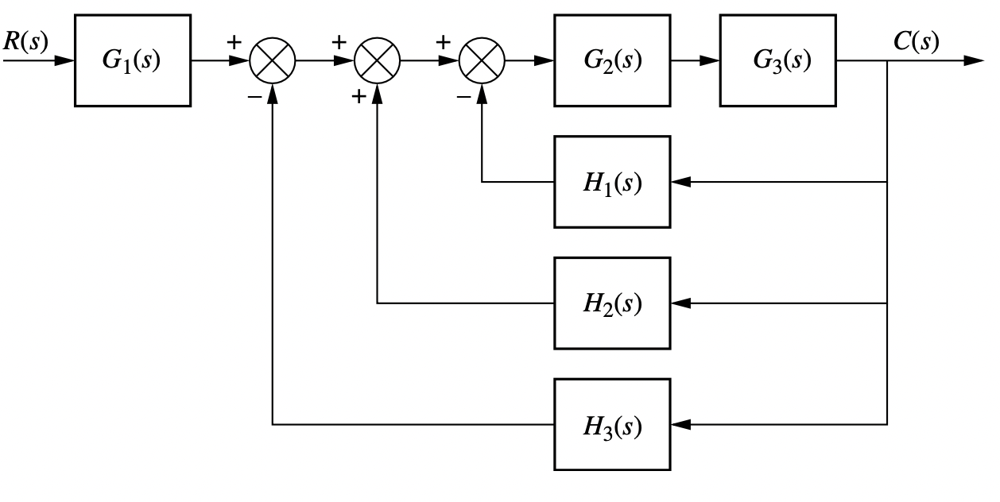 R(s) G₁(s) + + + G₂(s) G₃(s) C(s)
− + −
H₁(s)
H₂(s)
H₃(s)